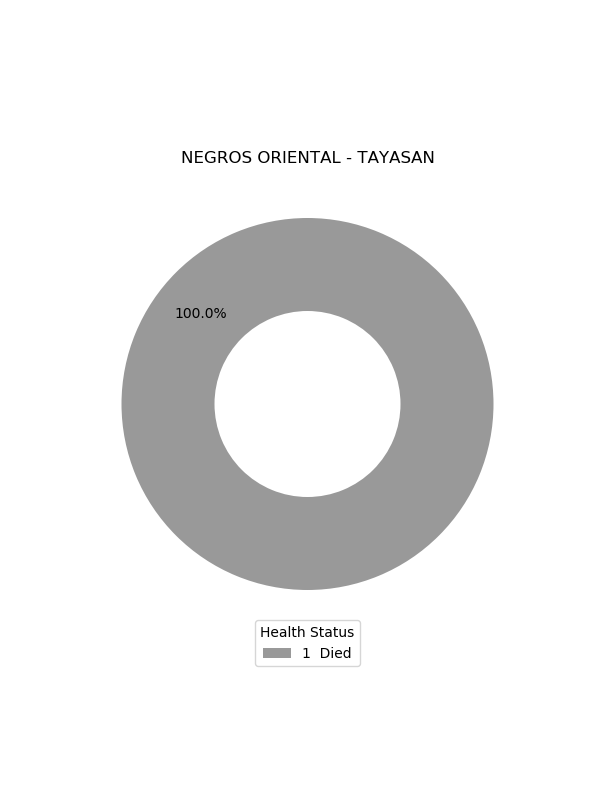 NEGROS ORIENTAL - TAYASAN
100.0%
Health Status
1  Died